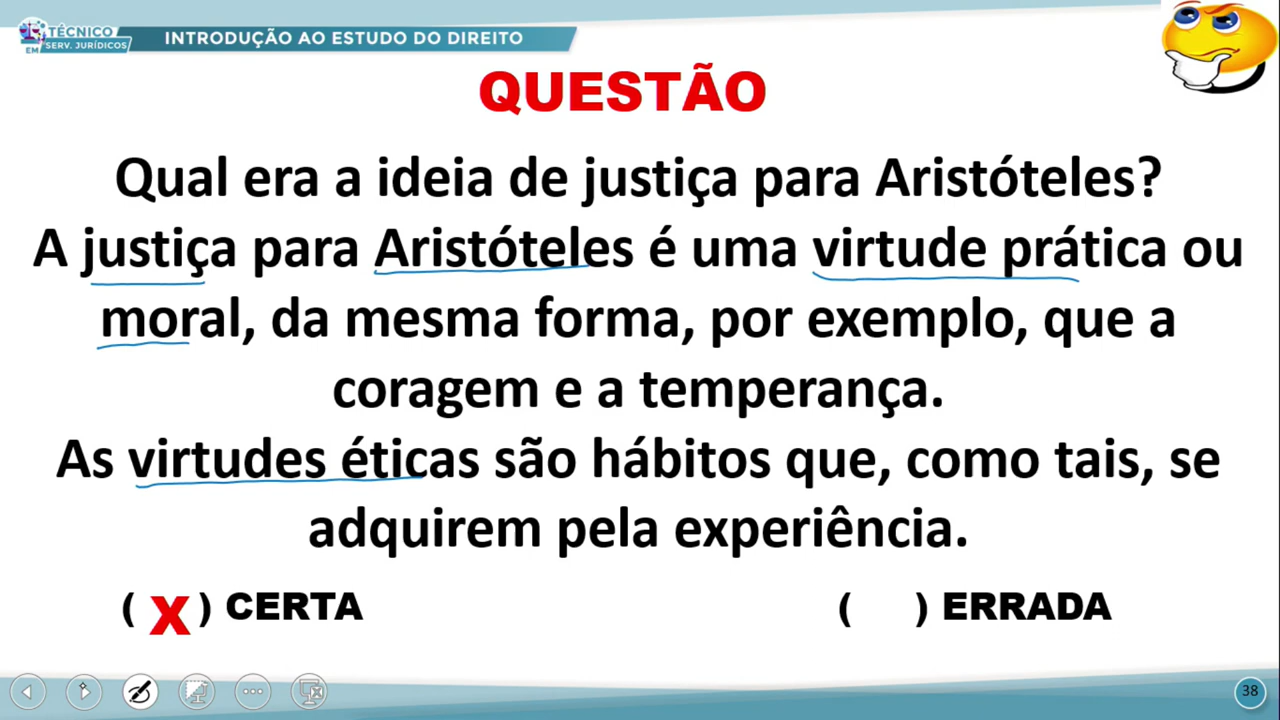 TÉCNICO
EM SERV. JURÍDICOS
INTRODUÇÃO AO ESTUDO DO DIREITO
QUESTÃO
Qual era a ideia de justiça para Aristóteles?
A justiça para Aristóteles é uma virtude prática ou
moral, da mesma forma, por exemplo, que a
coragem e a temperança.
As virtudes éticas são hábitos que, como tais, se
adquirem pela experiência.
( X ) CERTA ( ) ERRADA
38